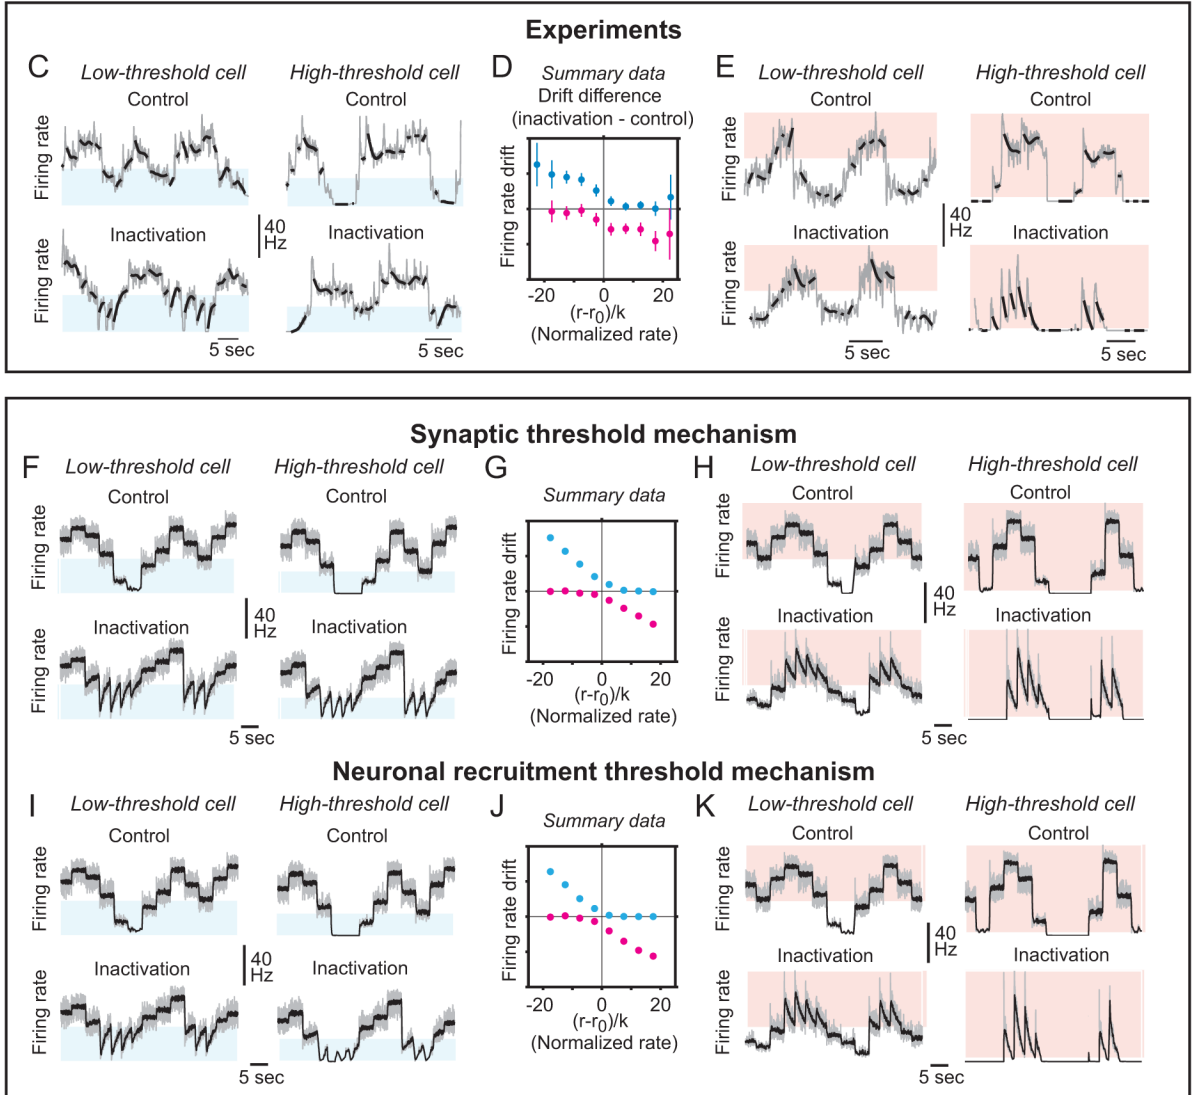 Experiments
C
Low-threshold cell
High-threshold cell
Control
Firing rate
Inactivation
Inactivation
Firing rate
40
Hz
5 sec
5 sec
D
Summary data
Drift difference
(inactivation - control)
Firing rate drift
-20 0 20
(r-r0)/k
(Normalized rate)
E
Low-threshold cell
High-threshold cell
Control
Control
Firing rate
Inactivation
Inactivation
Firing rate
40
Hz
5 sec
5 sec
Synaptic threshold mechanism
F
Low-threshold cell
High-threshold cell
Control
Control
Firing rate
Inactivation
Inactivation
Firing rate
40
Hz
5 sec
G
Summary data
Firing rate drift
-20 0 20
(r-r0)/k
(Normalized rate)
H
Low-threshold cell
High-threshold cell
Control
Control
Firing rate
Inactivation
Inactivation
Firing rate
40
Hz
5 sec
Neuronal recruitment threshold mechanism
I
Low-threshold cell
High-threshold cell
Control
Control
Firing rate
Inactivation
Inactivation
Firing rate
40
Hz
5 sec
J
Summary data
Firing rate drift
-20 0 20
(r-r0)/k
(Normalized rate)
K
Low-threshold cell
High-threshold cell
Control
Control
Firing rate
Inactivation
Inactivation
Firing rate
40
Hz
5 sec